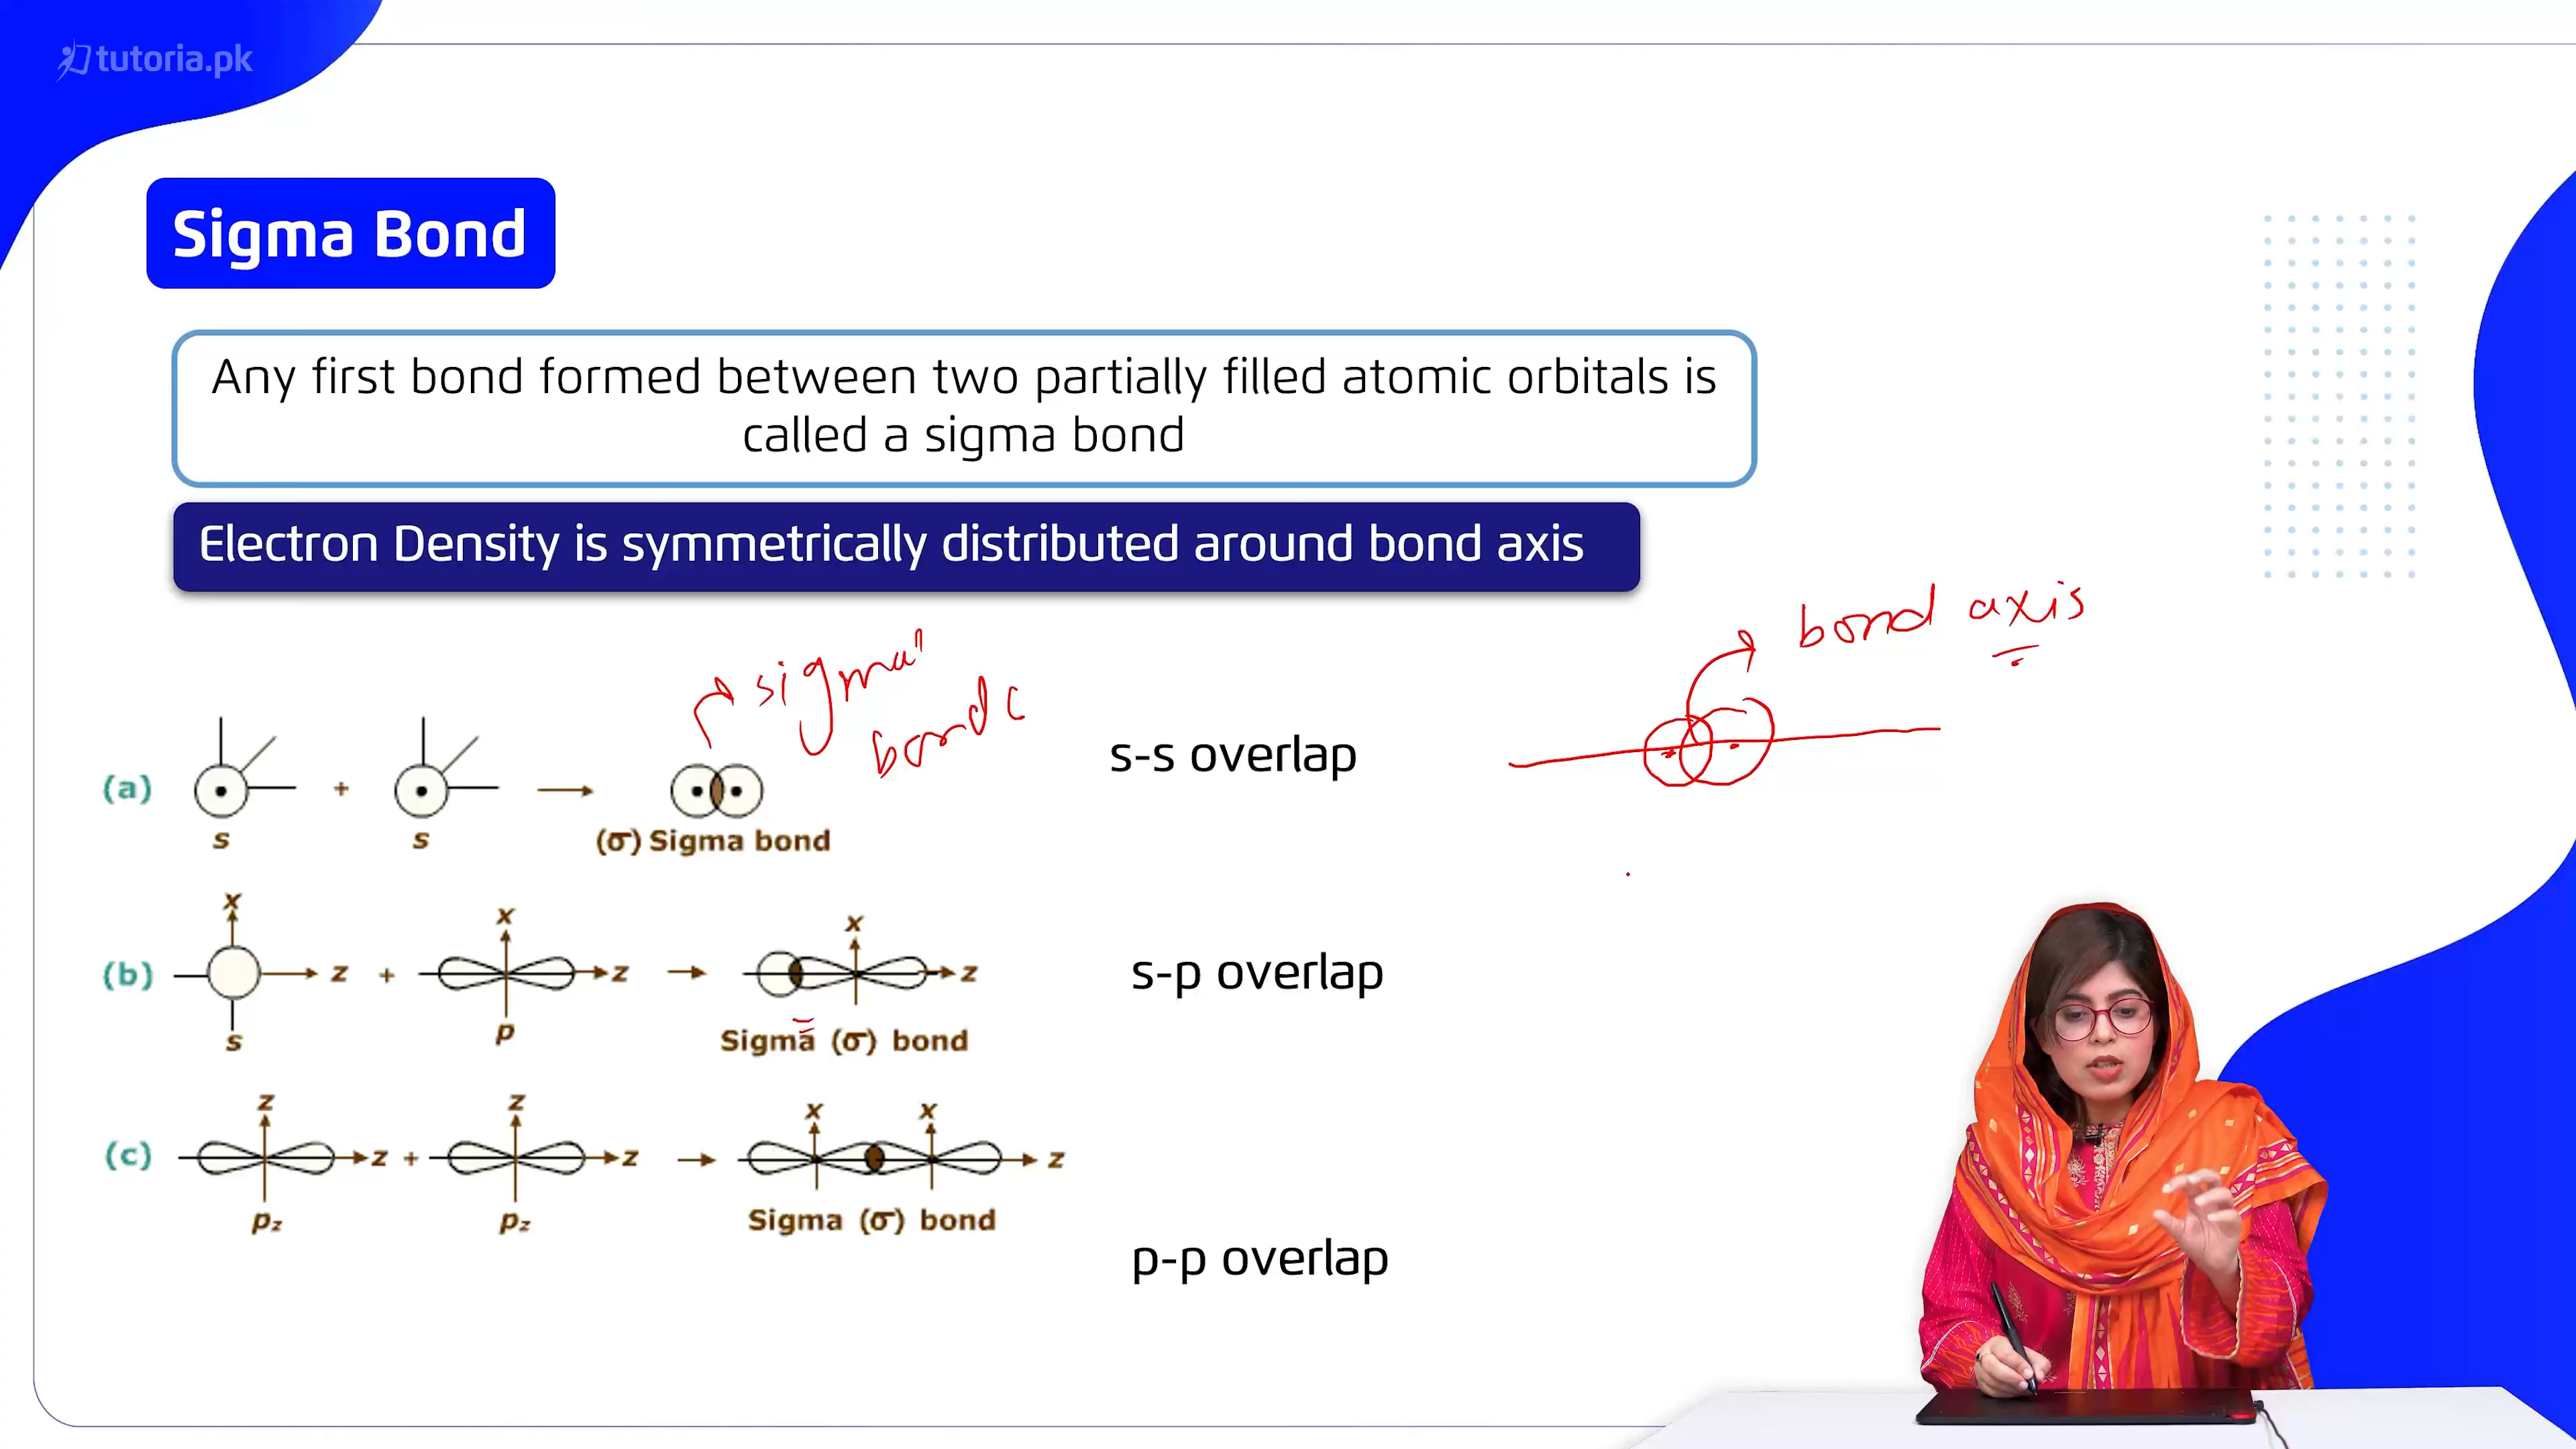 tutoria.pk
Sigma Bond
Any first bond formed between two partially filled atomic orbitals is
called a sigma bond
Electron Density is symmetrically distributed around bond axis
bond axis
sigma
bond
(a) + s-s overlap
s s (σ) Sigma bond
x x x
(b) z + z z s-p overlap
s p Sigma (σ) bond
z z x x
(c) z + z z
pz pz Sigma (σ) bond
p-p overlap